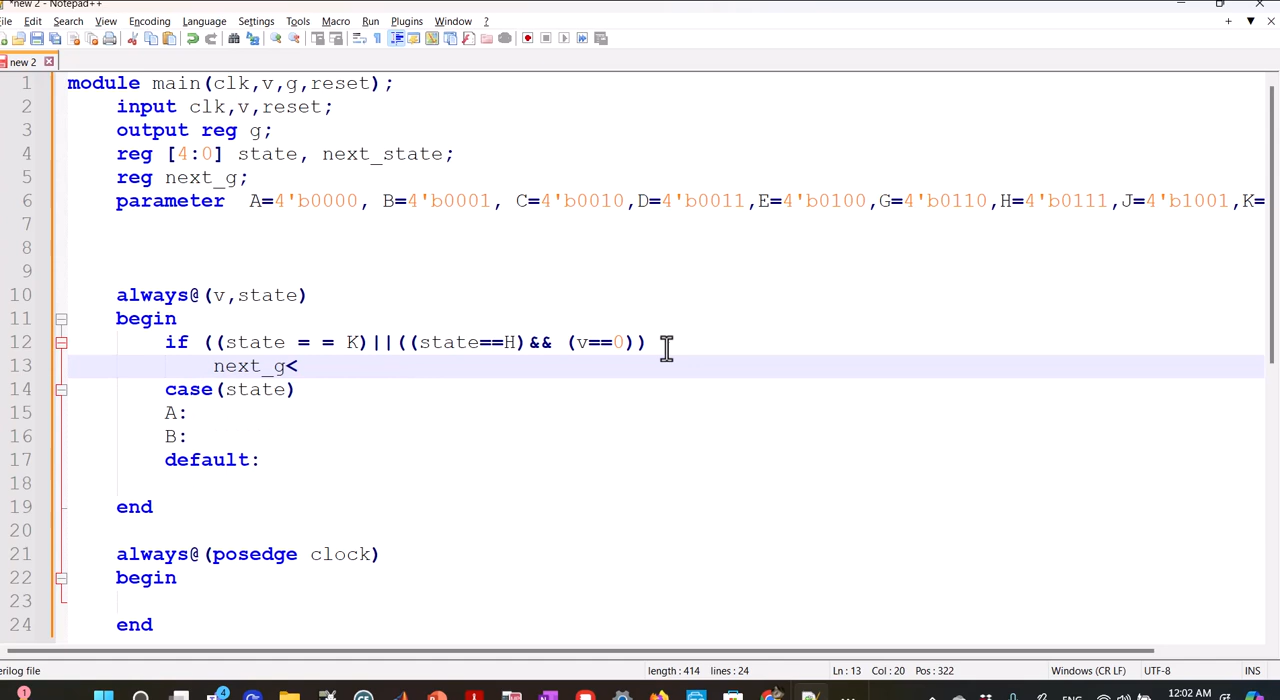 *new 2 - Notepad++
File Edit Search View Encoding Language Settings Tools Macro Run Plugins Window ?
new 2
1 module main(clk,v,g,reset);
2 input clk,v,reset;
3 output reg g;
4 reg [4:0] state, next_state;
5 reg next_g;
6 parameter A=4'b0000, B=4'b0001, C=4'b0010,D=4'b0011,E=4'b0100,G=4'b0110,H=4'b0111,J=4'b1001,K=
7
8
9
10 always@(v,state)
11 begin
12 if ((state = = K)||((state==H)&& (v==0))
13 next_g<
14 case(state)
15 A:
16 B:
17 default:
18
19 end
20
21 always@(posedge clock)
22 begin
23
24 end
erilog file length : 414 lines : 24 Ln : 13 Col : 20 Pos : 322 Windows (CR LF) UTF-8 INS
ENG 12:02 AM